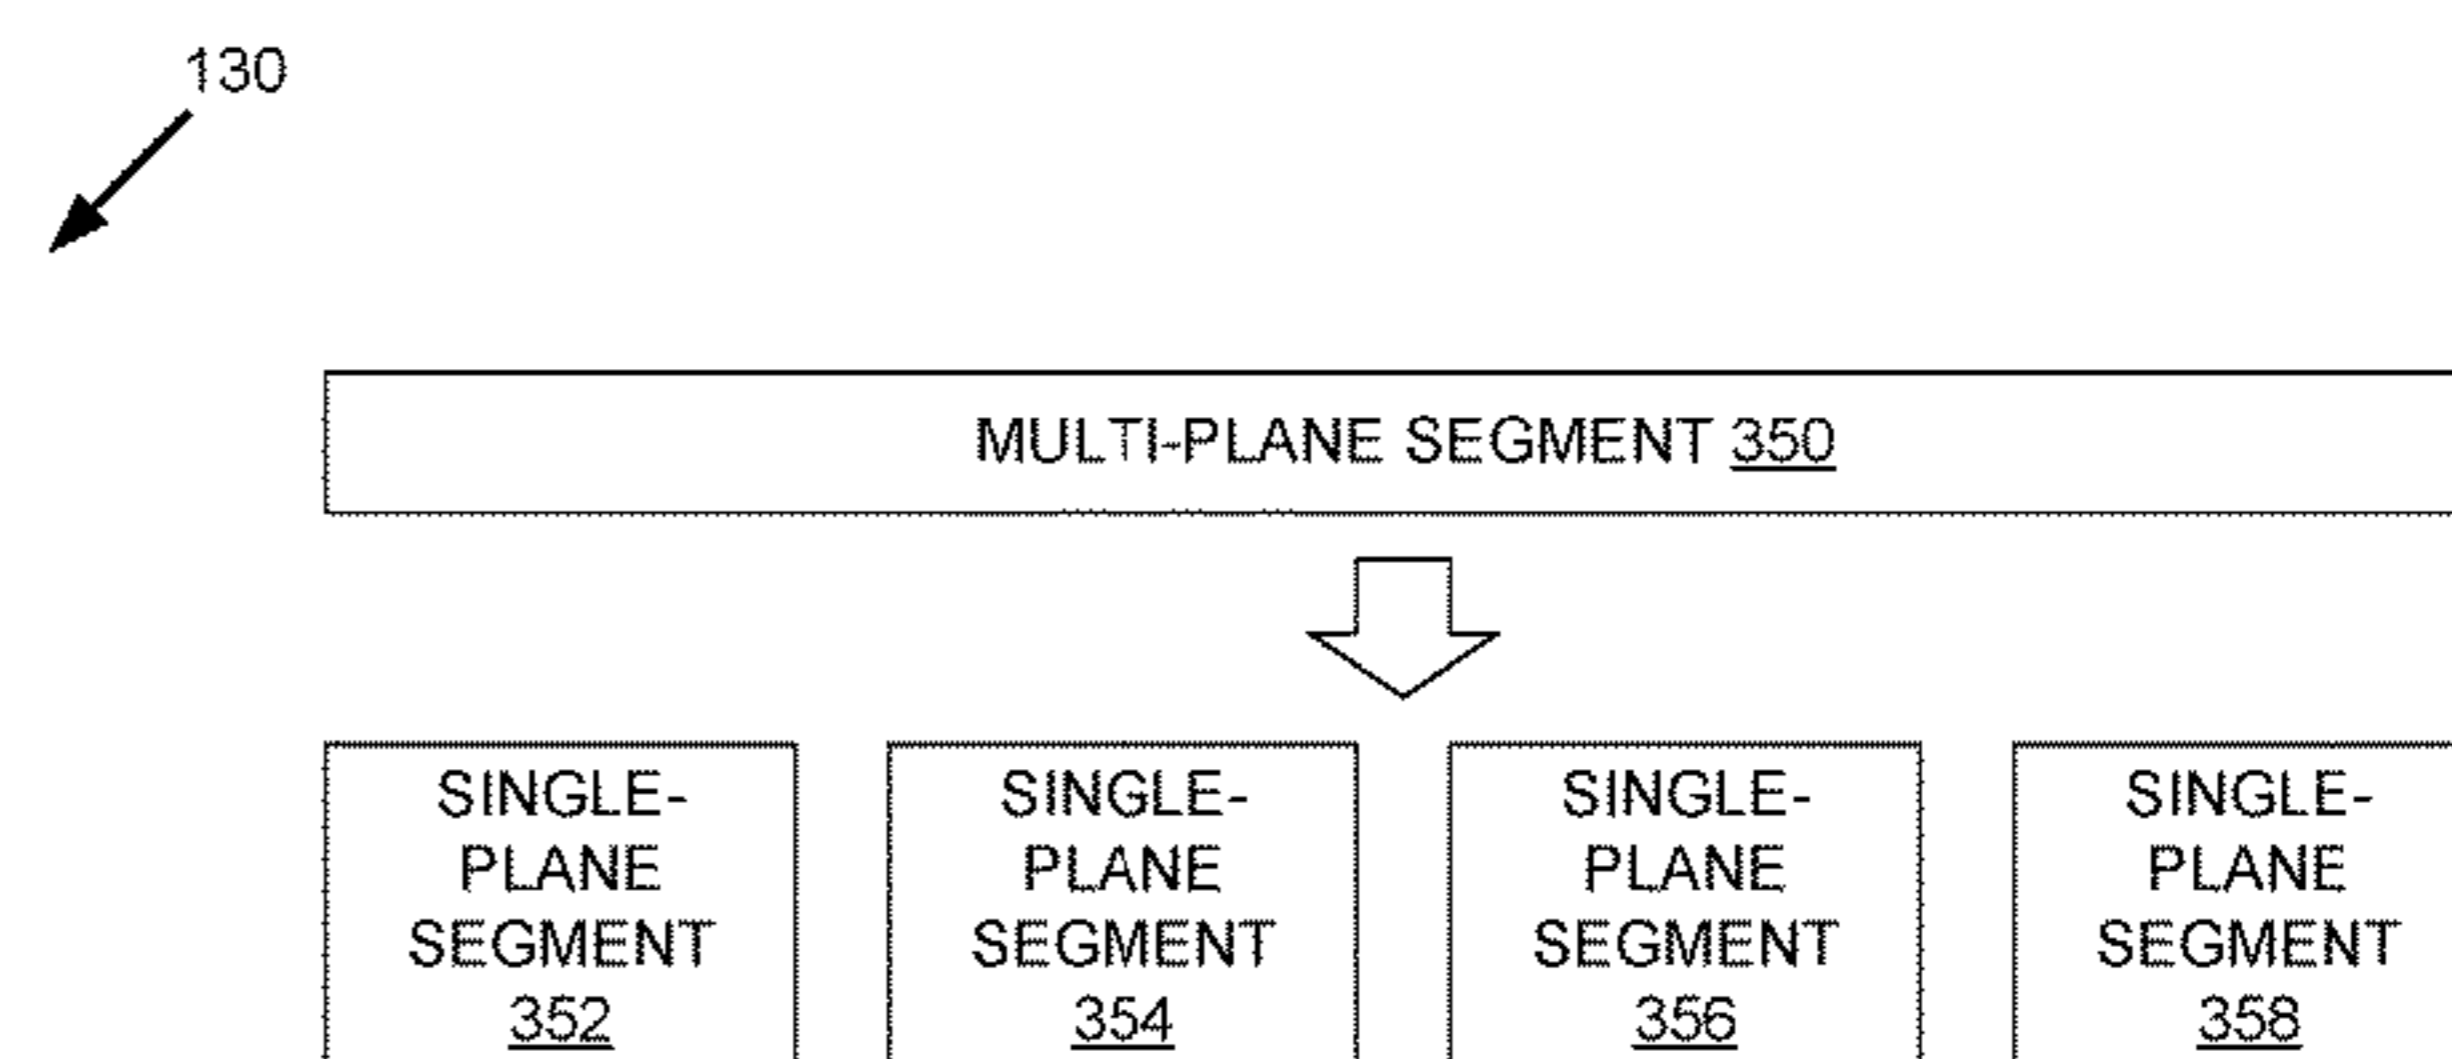 130
MULTI-PLANE SEGMENT 350
SINGLE-
PLANE
SEGMENT
352
SINGLE-
PLANE
SEGMENT
354
SINGLE-
PLANE
SEGMENT
356
SINGLE-
PLANE
SEGMENT
358